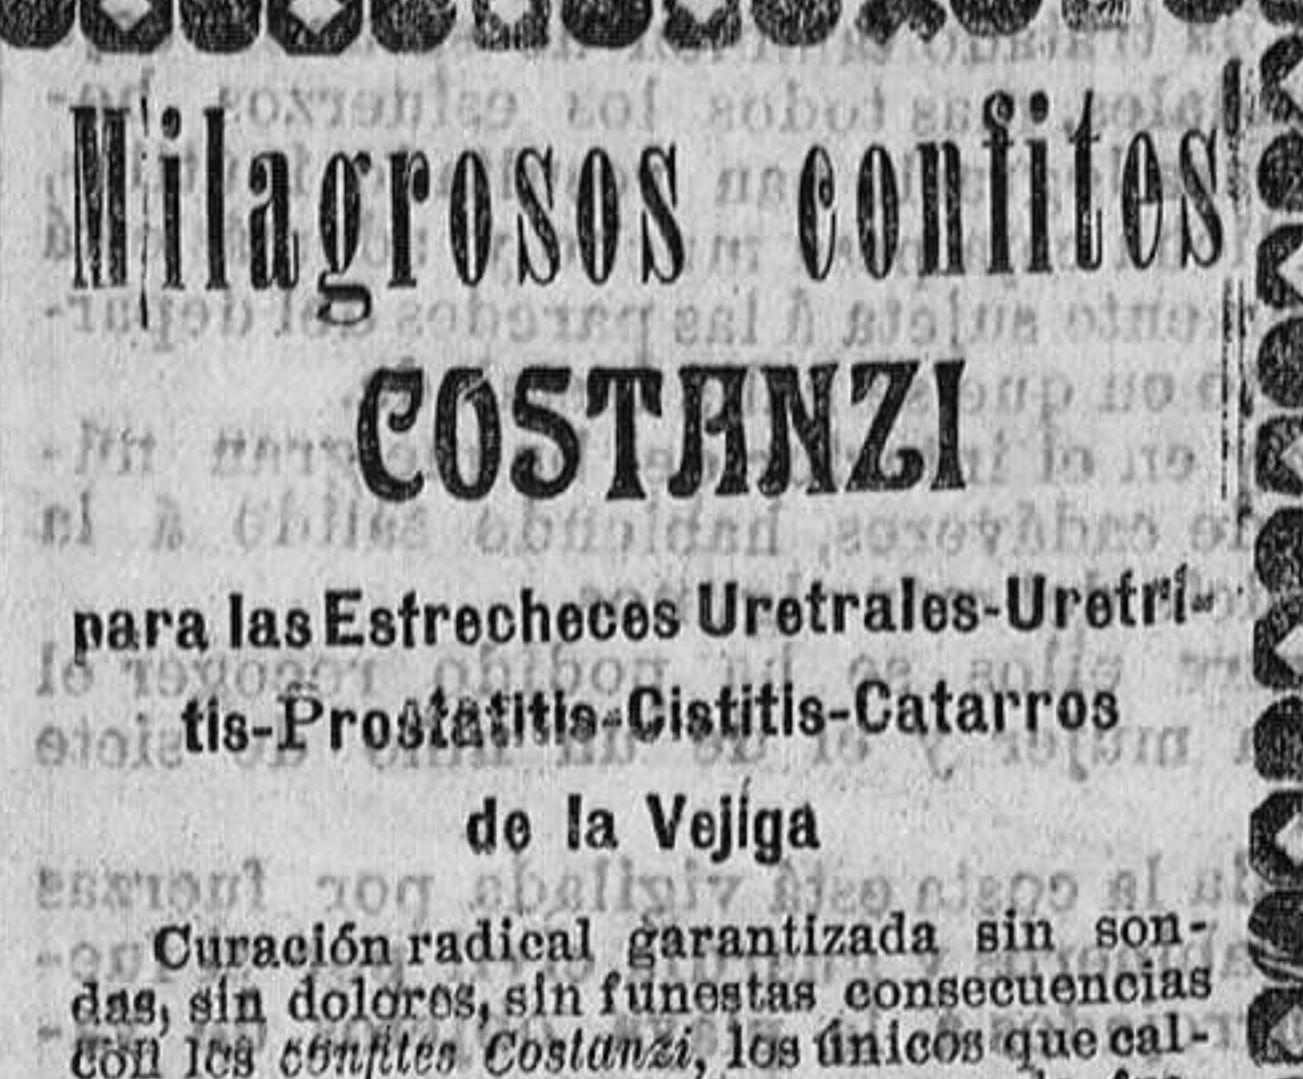 Milagrosos confites
COSTANZI
para las Estrecheces Uretrales-Uretri-
tis-Prostatitis-Cistitis-Catarros
de la Vejiga
Curación radical garantizada sin son-
das, sin dolores, sin funestas consecuencias
con los confites Costanzi, los únicos que cal-